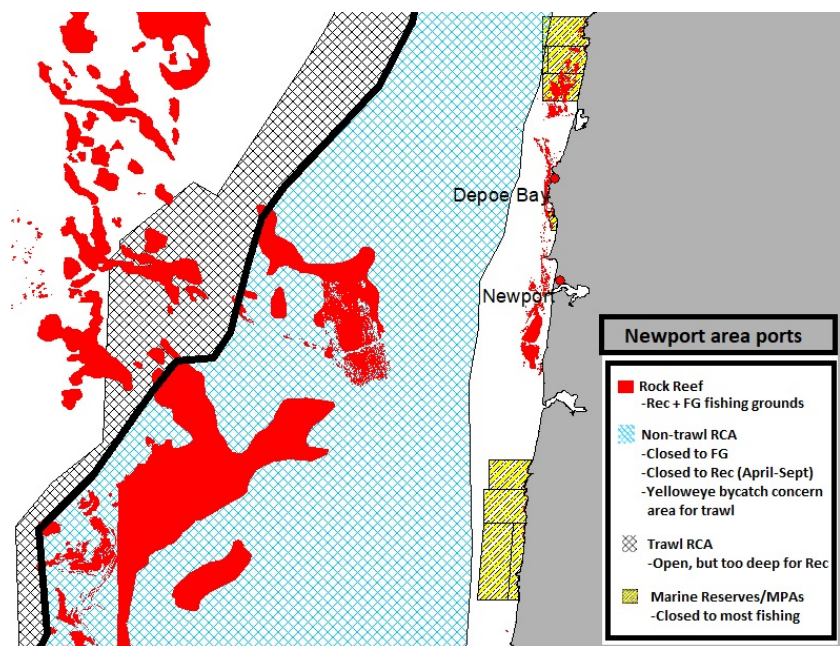 Depoe Bay
Newport
Newport area ports
Rock Reef
-Rec + FG fishing grounds
Non-trawl RCA
-Closed to FG
-Closed to Rec (April-Sept)
-Yelloweye bycatch concern
area for trawl
Trawl RCA
-Open, but too deep for Rec
Marine Reserves/MPAs
-Closed to most fishing